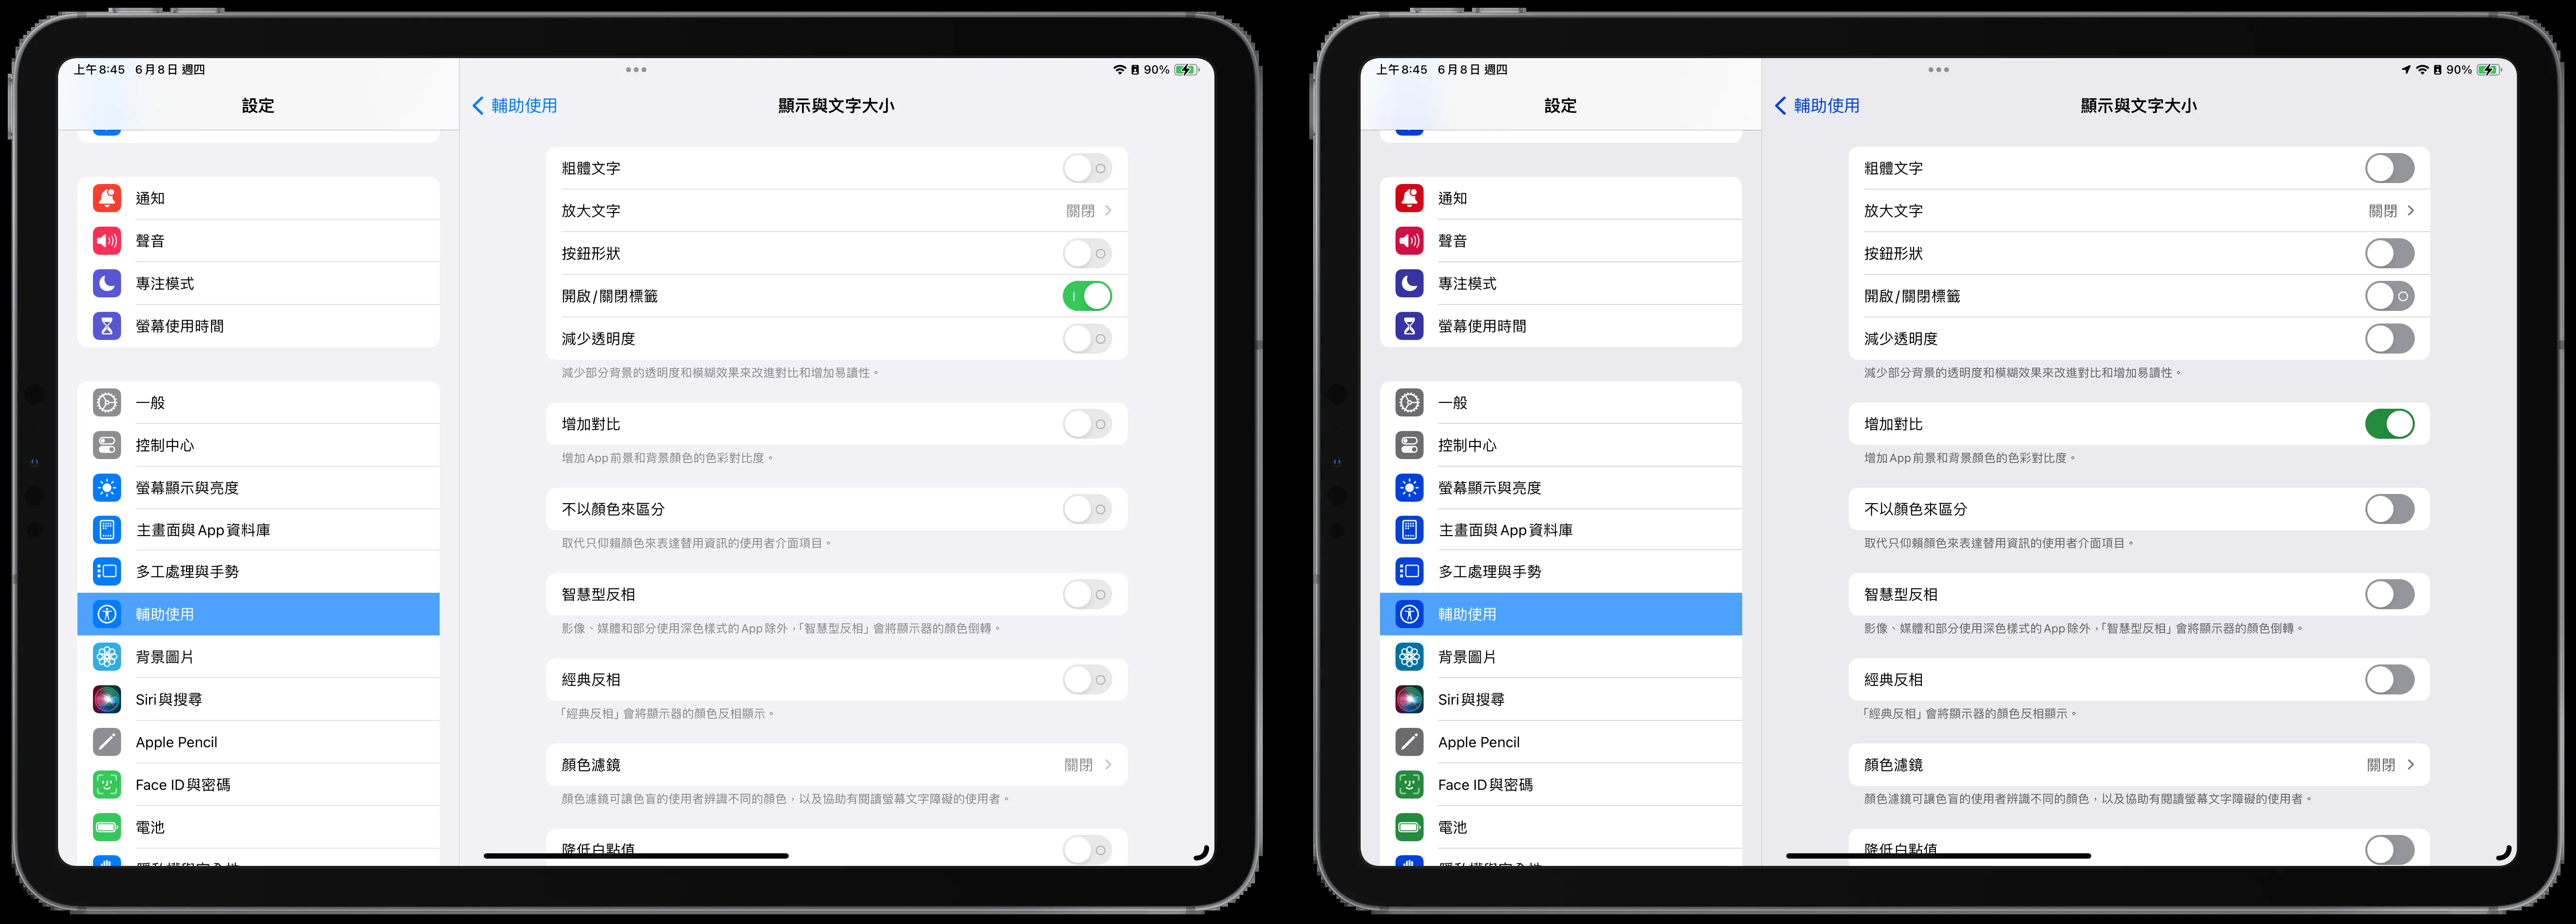 上午8:45 6月8日 週四
90%
設定
通知
聲音
專注模式
螢幕使用時間
一般
控制中心
螢幕顯示與亮度
主畫面與App資料庫
多工處理與手勢
輔助使用
背景圖片
Siri與搜尋
Apple Pencil
Face ID與密碼
電池
輔助使用
顯示與文字大小
粗體文字
放大文字 關閉
按鈕形狀
開啟/關閉標籤
減少透明度
減少部分背景的透明度和模糊效果來改進對比和增加易讀性。
增加對比
增加App前景和背景顏色的色彩對比度。
不以顏色來區分
取代只仰賴顏色來表達替用資訊的使用者介面項目。
智慧型反相
影像、媒體和部分使用深色樣式的App除外，「智慧型反相」會將顯示器的顏色倒轉。
經典反相
「經典反相」會將顯示器的顏色反相顯示。
顏色濾鏡 關閉
顏色濾鏡可讓色盲的使用者辨識不同的顏色，以及協助有閱讀螢幕文字障礙的使用者。
降低白點值
上午8:45 6月8日 週四
90%
設定
通知
聲音
專注模式
螢幕使用時間
一般
控制中心
螢幕顯示與亮度
主畫面與App資料庫
多工處理與手勢
輔助使用
背景圖片
Siri與搜尋
Apple Pencil
Face ID與密碼
電池
輔助使用
顯示與文字大小
粗體文字
放大文字 關閉
按鈕形狀
開啟/關閉標籤
減少透明度
減少部分背景的透明度和模糊效果來改進對比和增加易讀性。
增加對比
增加App前景和背景顏色的色彩對比度。
不以顏色來區分
取代只仰賴顏色來表達替用資訊的使用者介面項目。
智慧型反相
影像、媒體和部分使用深色樣式的App除外，「智慧型反相」會將顯示器的顏色倒轉。
經典反相
「經典反相」會將顯示器的顏色反相顯示。
顏色濾鏡 關閉
顏色濾鏡可讓色盲的使用者辨識不同的顏色，以及協助有閱讀螢幕文字障礙的使用者。
降低白點值